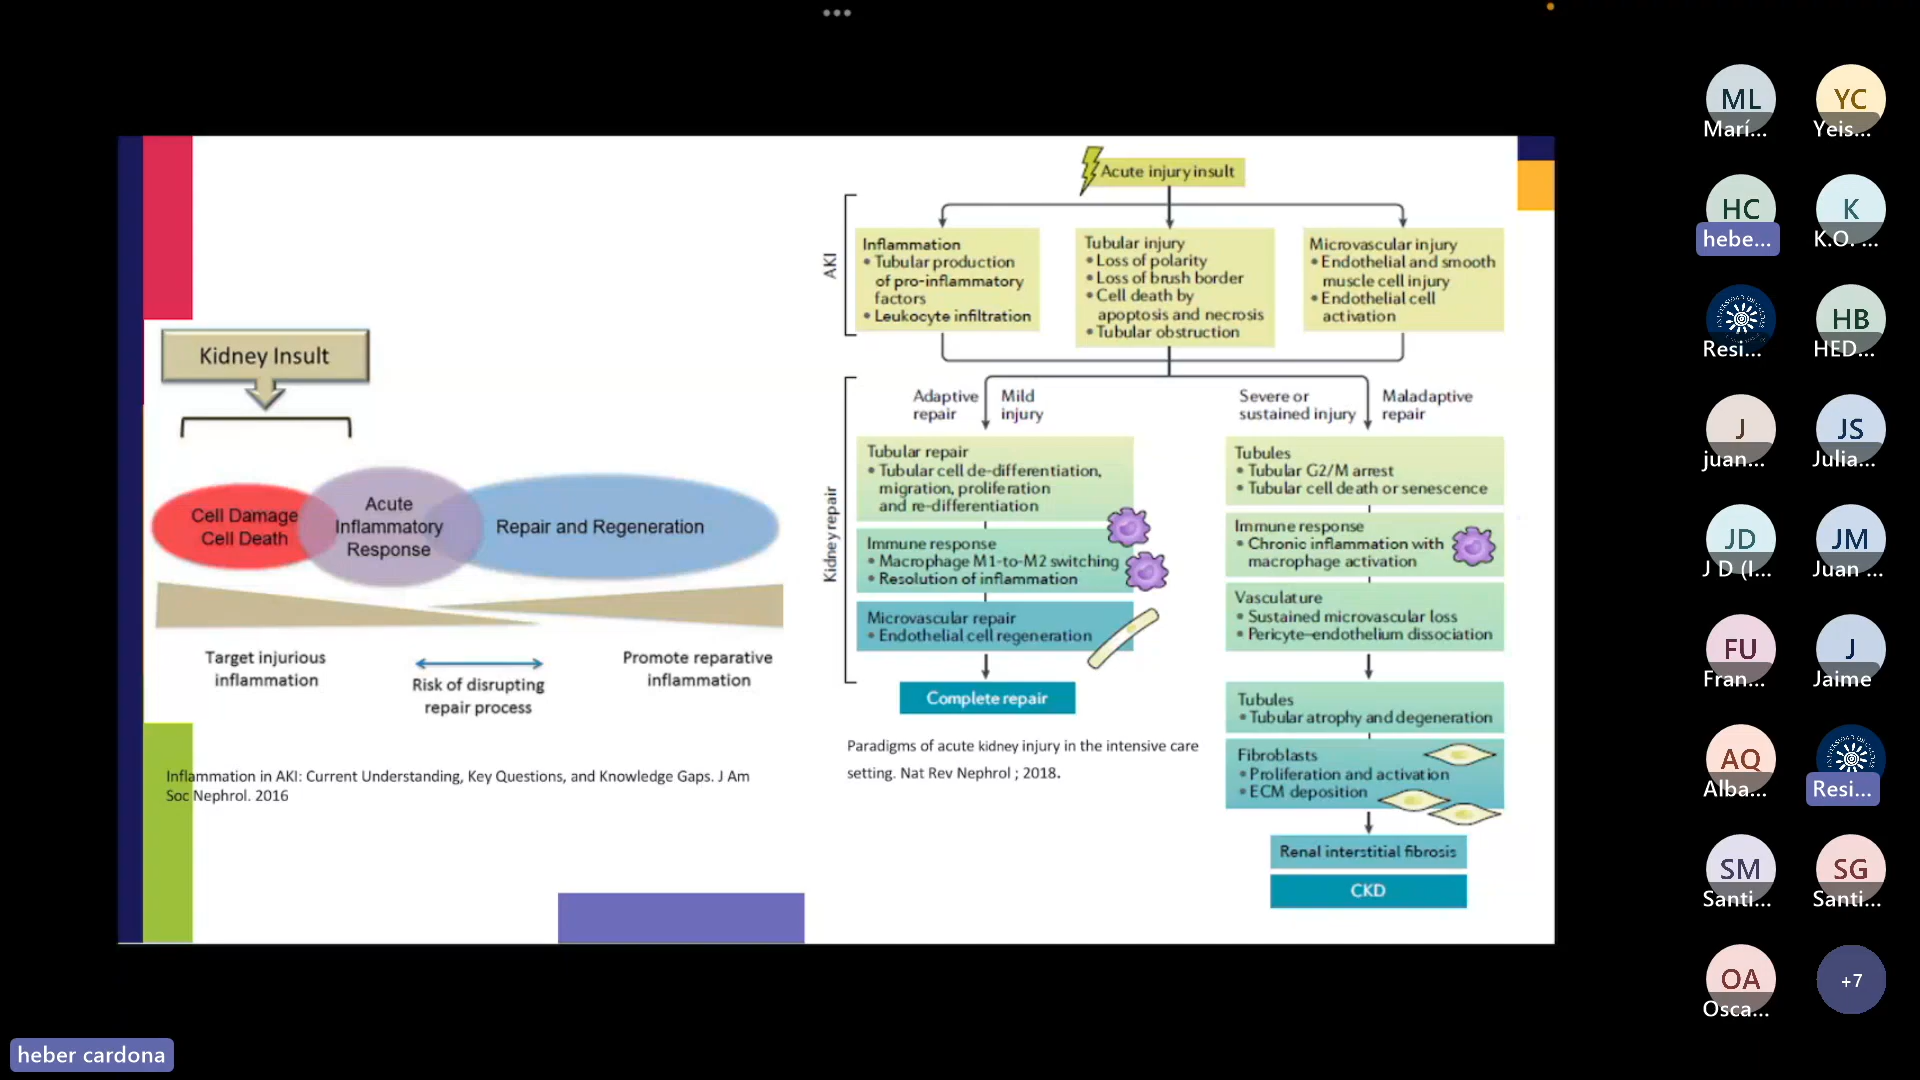 Acute injury insult
AKI
Inflammation
• Tubular production
of pro-inflammatory
factors
• Leukocyte infiltration
Tubular injury
• Loss of polarity
• Loss of brush border
• Cell death by
apoptosis and necrosis
• Tubular obstruction
Microvascular injury
• Endothelial and smooth
muscle cell injury
• Endothelial cell
activation
Kidney Insult
Cell Damage
Cell Death
Acute
Inflammatory
Response
Repair and Regeneration
Target injurious
inflammation
Risk of disrupting
repair process
Promote reparative
inflammation
Inflammation in AKI: Current Understanding, Key Questions, and Knowledge Gaps. J Am
Soc Nephrol. 2016
Kidney repair
Adaptive
repair
Mild
injury
Severe or
sustained injury
Maladaptive
repair
Tubular repair
• Tubular cell de-differentiation,
migration, proliferation
and re-differentiation
Immune response
• Macrophage M1-to-M2 switching
• Resolution of inflammation
Microvascular repair
• Endothelial cell regeneration
Complete repair
Paradigms of acute kidney injury in the intensive care
setting. Nat Rev Nephrol ; 2018.
Tubules
• Tubular G2/M arrest
• Tubular cell death or senescence
Immune response
• Chronic inflammation with
macrophage activation
Vasculature
• Sustained microvascular loss
• Pericyte–endothelium dissociation
Tubules
• Tubular atrophy and degeneration
Fibroblasts
• Proliferation and activation
• ECM deposition
Renal interstitial fibrosis
CKD
ML
Marí...
YC
Yeis...
HC
hebe...
K
K.O. ...
Resi...
HB
HED...
J
juan...
JS
Julia...
JD
J D (I...
JM
Juan ...
FU
Fran...
J
Jaime
AQ
Alba...
Resi...
SM
Santi...
SG
Santi...
OA
Osca...
+7
heber cardona